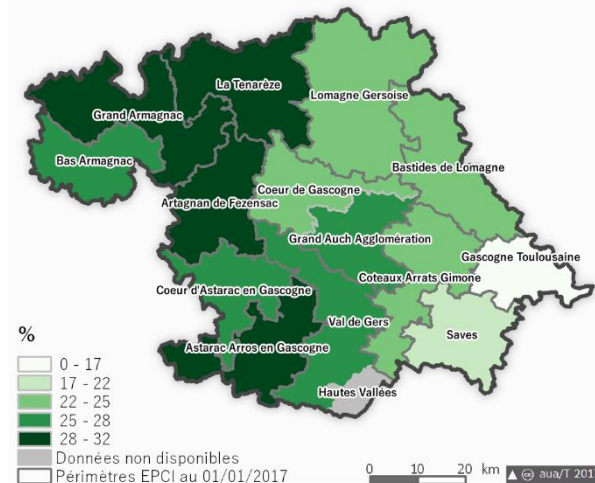 La Tenarèze
Lomagne Gersoise
Grand Armagnac
Bas Armagnac
Bastides de Lomagne
Coeur de Gascogne
Artagnan de Fezensac
Grand Auch Agglomération
Gascogne Toulousaine
Coteaux Arrats Gimone
Coeur d'Astarac en Gascogne
Val de Gers
Saves
Astarac Arros en Gascogne
Hautes Vallées
%
0 - 17
17 - 22
22 - 25
25 - 28
28 - 32
Données non disponibles
Périmètres EPCI au 01/01/2017
0 10 20 km
aua/T